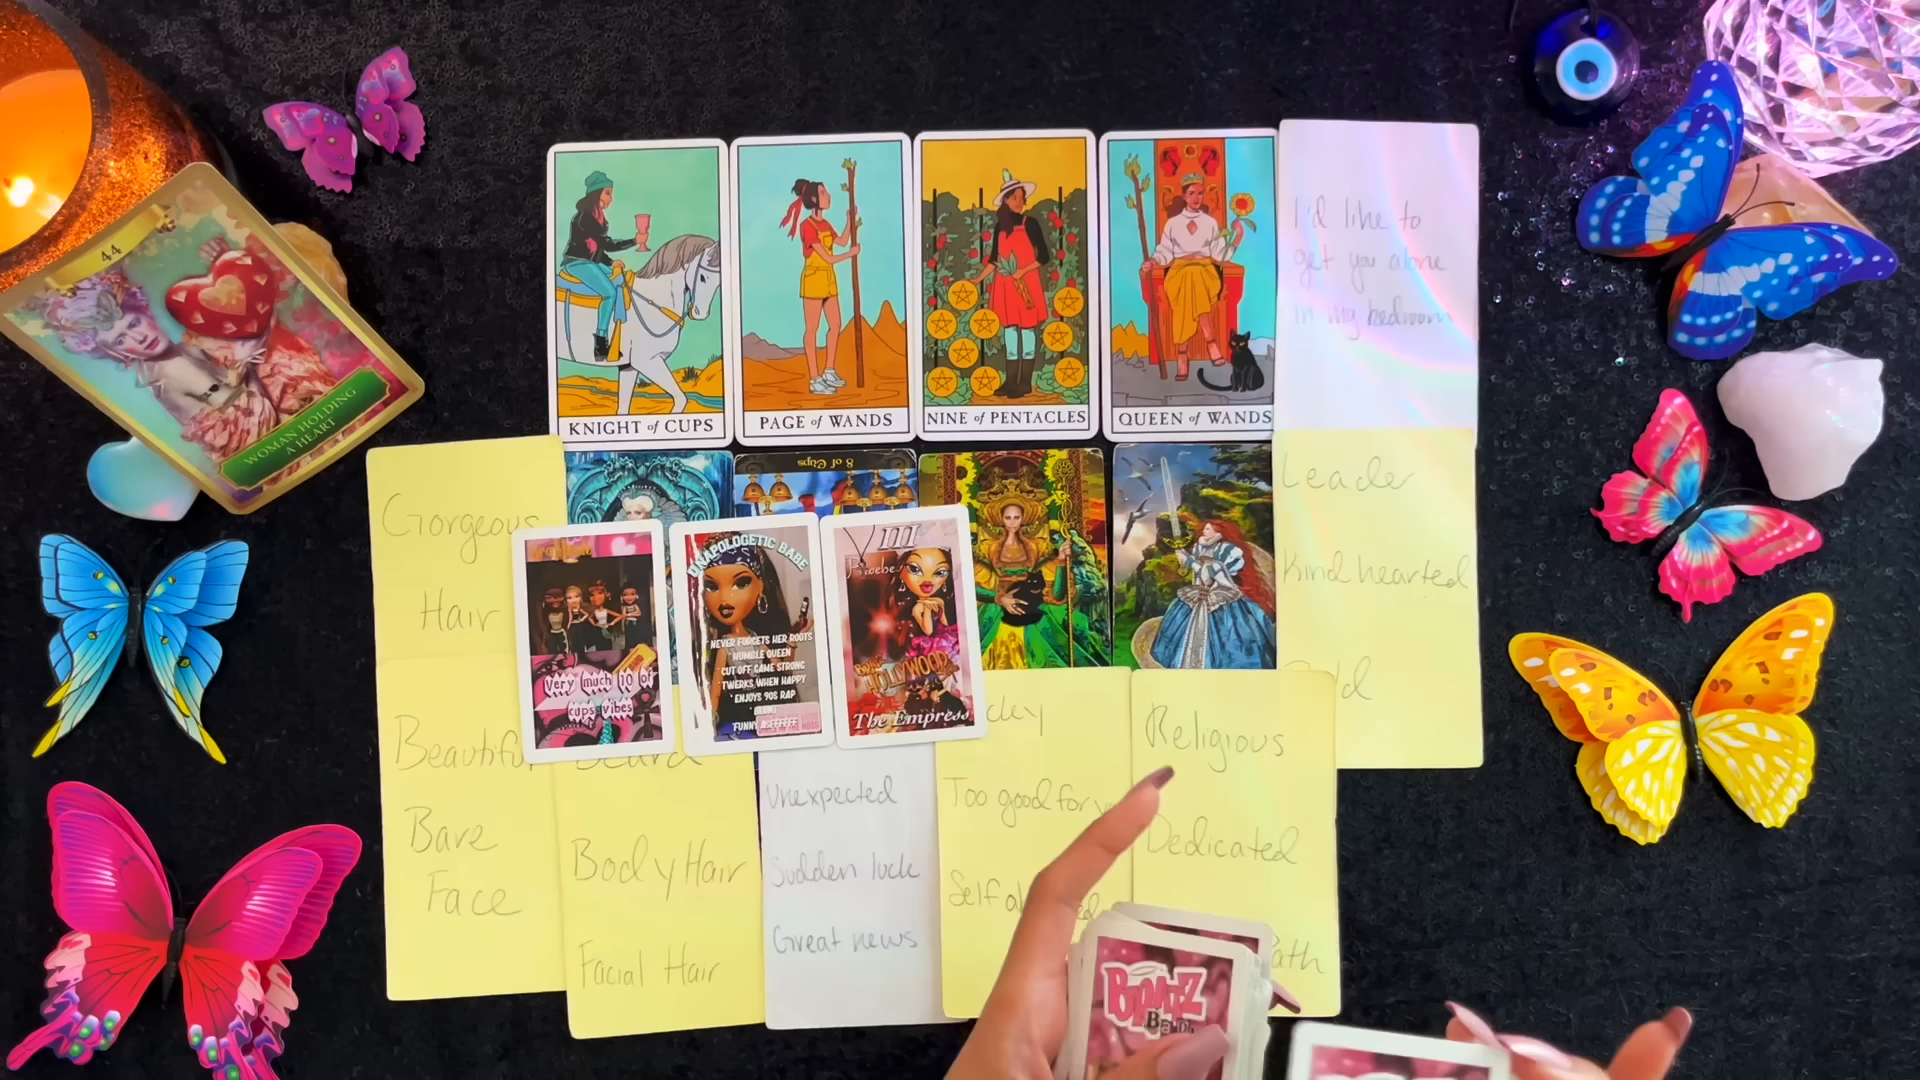 44
WOMAN HOLDING
A HEART
KNIGHT of CUPS
PAGE of WANDS
NINE of PENTACLES
QUEEN of WANDS
I'd like to
get you alone
in my bedroom
Gorgeous
Hair
8 of Cups
Leader
Kind hearted
Very much 10 of
cups vibes
UNAPOLOGETIC BABE
* NEVER FORGETS HER ROOTS
* HUMBLE QUEEN
* CUT OFF GAME STRONG
* TWERKS WHEN HAPPY
* ENJOYS 90S RAP
VIII
Phoebe
HOLLYWOOD
The Empress
Beautiful
Bare
Face
Beard
Body Hair
Facial Hair
Unexpected
Sudden luck
Great news
Too good for
Religious
Dedicated
BRATZ